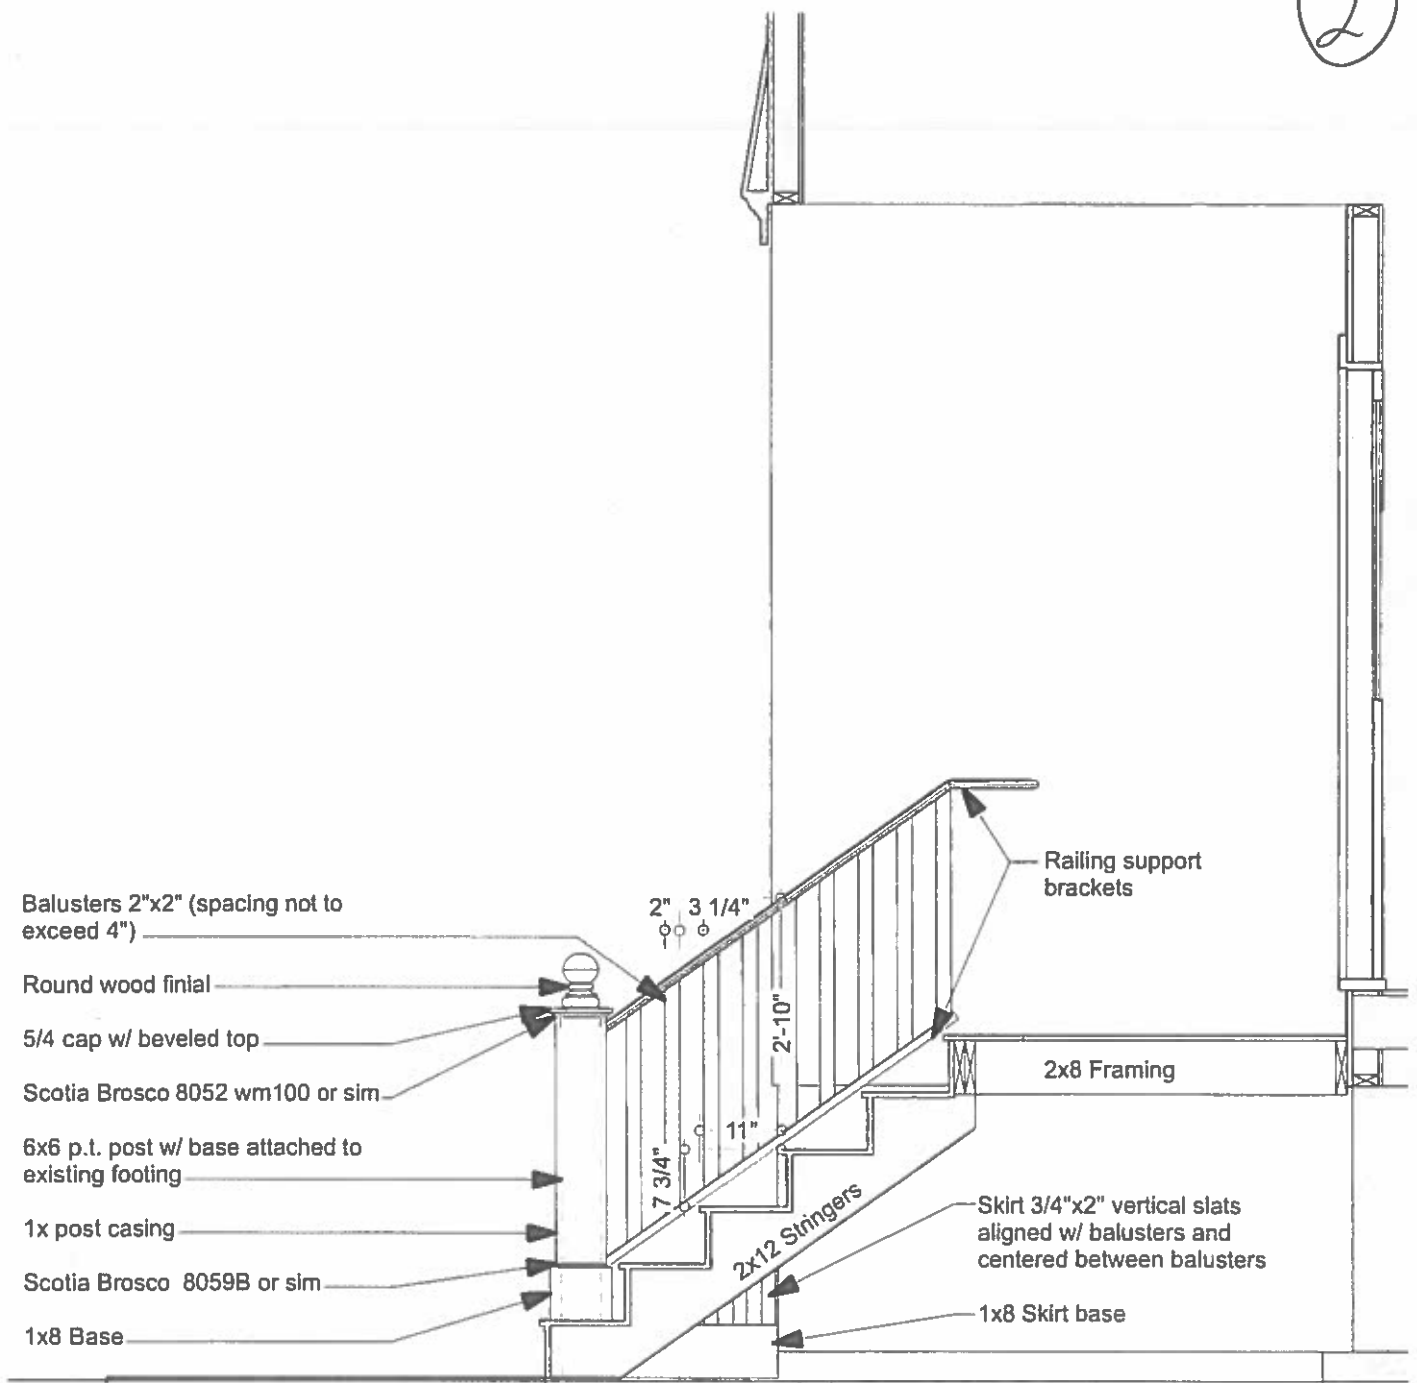 2
Balusters 2"x2" (spacing not to
exceed 4")
Round wood finial
5/4 cap w/ beveled top
Scotia Brosco 8052 wm100 or sim
6x6 p.t. post w/ base attached to
existing footing
1x post casing
Scotia Brosco 8059B or sim
1x8 Base
2" 3 1/4"
2'-10"
11"
7 3/4"
2x12 Stringers
Railing support
brackets
2x8 Framing
Skirt 3/4"x2" vertical slats
aligned w/ balusters and
centered between balusters
1x8 Skirt base